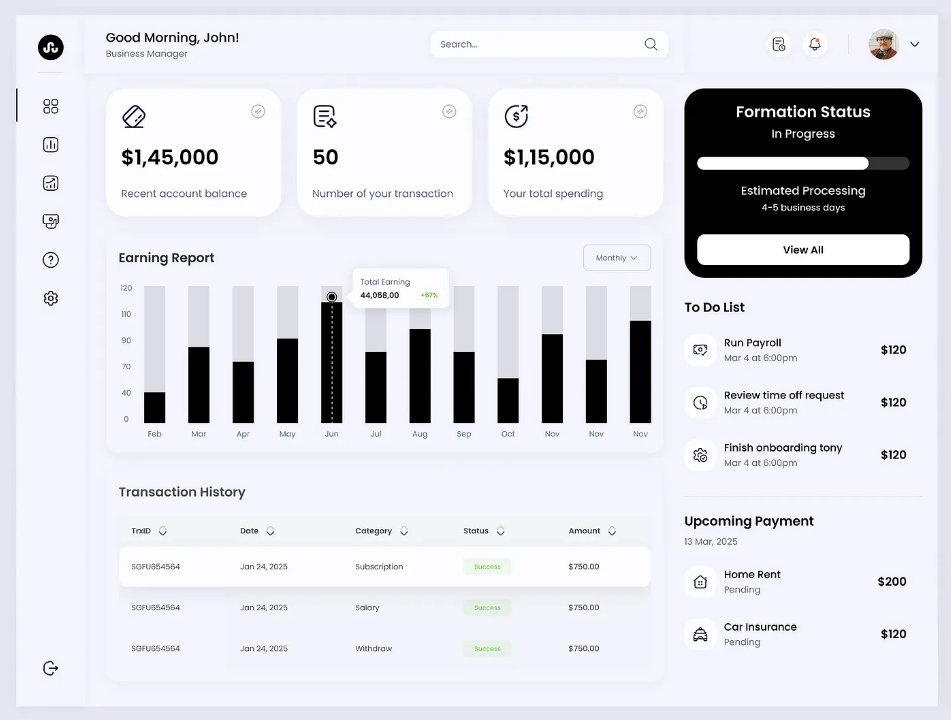 Good Morning, John!
Business Manager
Search...
$1,45,000
Recent account balance
50
Number of your transaction
$1,15,000
Your total spending
Earning Report
Monthly
Total Earning
44,058,00 +67%
120
110
90
70
40
0
Feb Mar Apr May Jun Jul Aug Sep Oct Nov Nov Nov
Transaction History
TrxID Date Category Status Amount
SGFU654564 Jan 24, 2025 Subscription Success $750.00
SGFU654564 Jan 24, 2025 Salary Success $750.00
SGFU654564 Jan 24, 2025 Withdraw Success $750.00
Formation Status
In Progress
Estimated Processing
4-5 business days
View All
To Do List
Run Payroll $120
Mar 4 at 6:00pm
Review time off request $120
Mar 4 at 6:00pm
Finish onboarding tony $120
Mar 4 at 6:00pm
Upcoming Payment
13 Mar, 2025
Home Rent $200
Pending
Car Insurance $120
Pending